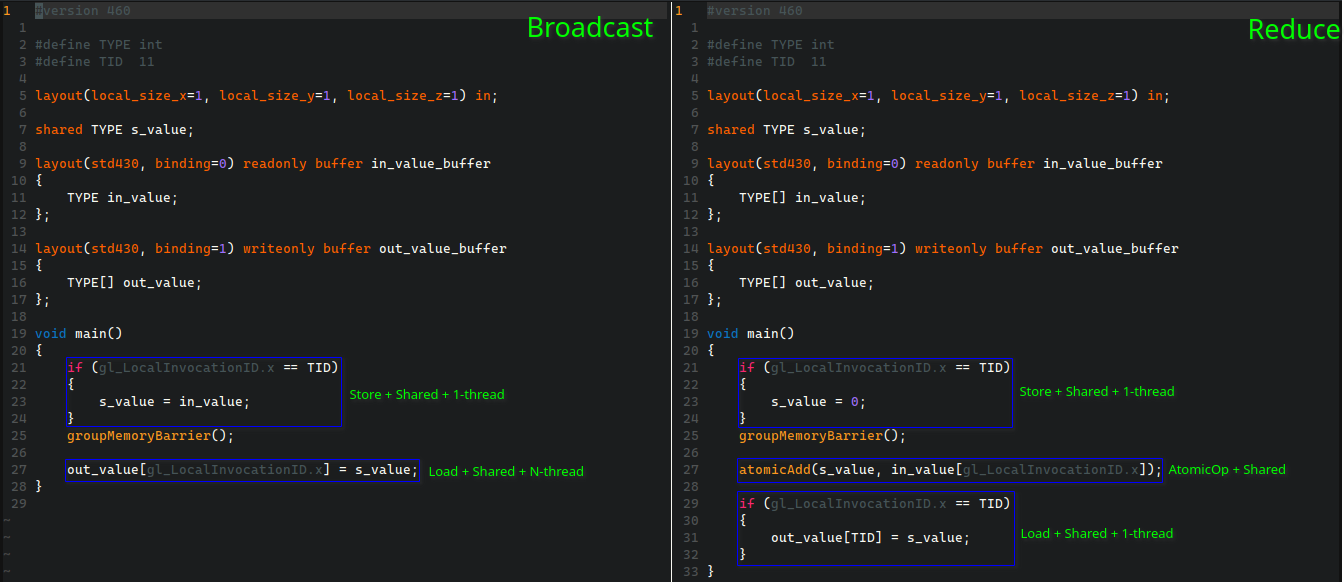 Broadcast
1 #version 460
1
2 #define TYPE int
3 #define TID  11
4
5 layout(local_size_x=1, local_size_y=1, local_size_z=1) in;
6
7 shared TYPE s_value;
8
9 layout(std430, binding=0) readonly buffer in_value_buffer
10 {
11     TYPE in_value;
12 };
13
14 layout(std430, binding=1) writeonly buffer out_value_buffer
15 {
16     TYPE[] out_value;
17 };
18
19 void main()
20 {
21     if (gl_LocalInvocationID.x == TID)
22     {
23         s_value = in_value;
24     }
Store + Shared + 1-thread
25     groupMemoryBarrier();
26
27     out_value[gl_LocalInvocationID.x] = s_value; Load + Shared + N-thread
28 }
29
~
~
~
~
Reduce
1 #version 460
1
2 #define TYPE int
3 #define TID  11
4
5 layout(local_size_x=1, local_size_y=1, local_size_z=1) in;
6
7 shared TYPE s_value;
8
9 layout(std430, binding=0) readonly buffer in_value_buffer
10 {
11     TYPE[] in_value;
12 };
13
14 layout(std430, binding=1) writeonly buffer out_value_buffer
15 {
16     TYPE[] out_value;
17 };
18
19 void main()
20 {
21     if (gl_LocalInvocationID.x == TID)
22     {
23         s_value = 0;
24     }
Store + Shared + 1-thread
25     groupMemoryBarrier();
26
27     atomicAdd(s_value, in_value[gl_LocalInvocationID.x]); AtomicOp + Shared
28
29     if (gl_LocalInvocationID.x == TID)
30     {
31         out_value[TID] = s_value;
32     }
Load + Shared + 1-thread
33 }